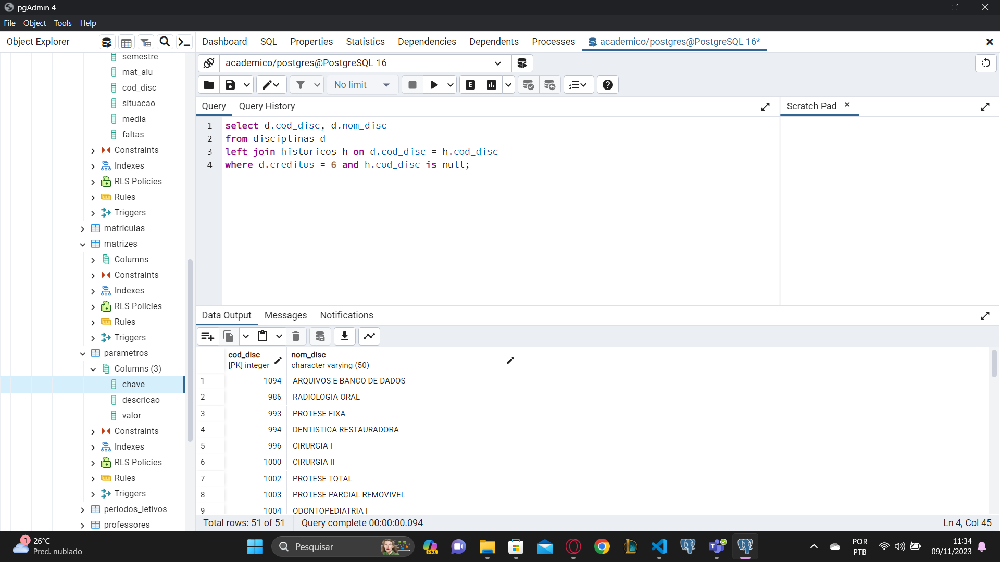 pgAdmin 4
File Object Tools Help
Object Explorer
Dashboard SQL Properties Statistics Dependencies Dependents Processes academico/postgres@PostgreSQL 16*
semestre
mat_alu
cod_disc
situacao
media
faltas
Constraints
Indexes
RLS Policies
Rules
Triggers
matriculas
matrizes
Columns
Constraints
Indexes
RLS Policies
Rules
Triggers
parametros
Columns (3)
chave
descricao
valor
Constraints
Indexes
RLS Policies
Rules
Triggers
periodos_letivos
professores
academico/postgres@PostgreSQL 16
No limit
E
Query Query History
Scratch Pad
1 select d.cod_disc, d.nom_disc
2 from disciplinas d
3 left join historicos h on d.cod_disc = h.cod_disc
4 where d.creditos = 6 and h.cod_disc is null;
Data Output Messages Notifications
cod_disc nom_disc
[PK] integer character varying (50)
1 1094 ARQUIVOS E BANCO DE DADOS
2 986 RADIOLOGIA ORAL
3 993 PROTESE FIXA
4 994 DENTISTICA RESTAURADORA
5 996 CIRURGIA I
6 1000 CIRURGIA II
7 1002 PROTESE TOTAL
8 1003 PROTESE PARCIAL REMOVIVEL
9 1004 ODONTOPEDIATRIA I
Total rows: 51 of 51 Query complete 00:00:00.094 Ln 4, Col 45
1
26°C
Pred. nublado
Pesquisar
PRE
POR
PTB
11:34
09/11/2023